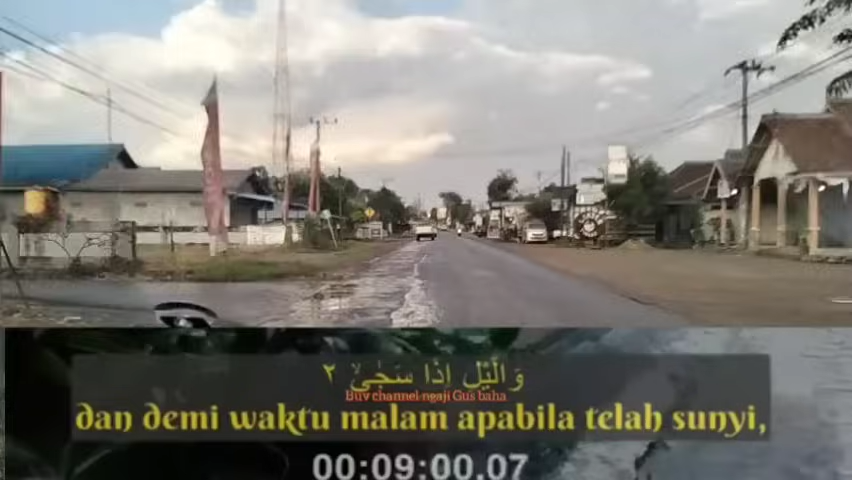 وَالَّيْلِ اِذَا سَجٰىۙ ٢
Buv channel ngaji Gus baha
dan demi waktu malam apabila telah sunyi,
00:09:00.07